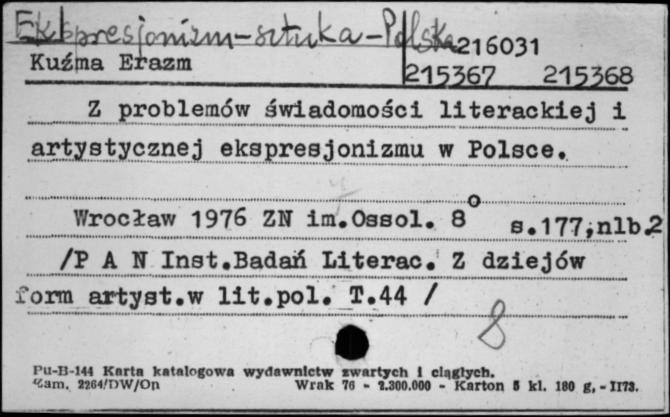 Ekspresjonizm-sztuka-Polska
216031
Kuźma Erazm
215367 215368
Z problemów świadomości literackiej i
artystycznej ekspresjonizmu w Polsce.
Wrocław 1976 ZN im.Ossol. 8° s.177,nlb.2
/P A N Inst.Badań Literac. Z dziejów
form artyst.w lit.pol. T.44 /
8
Pu-B-144 Karta katalogowa wydawnictw zwartych i ciągłych.
Zam. 2264/DW/On Wrak 76 - 2.300.000 - Karton 5 kl. 180 g, - 1173.